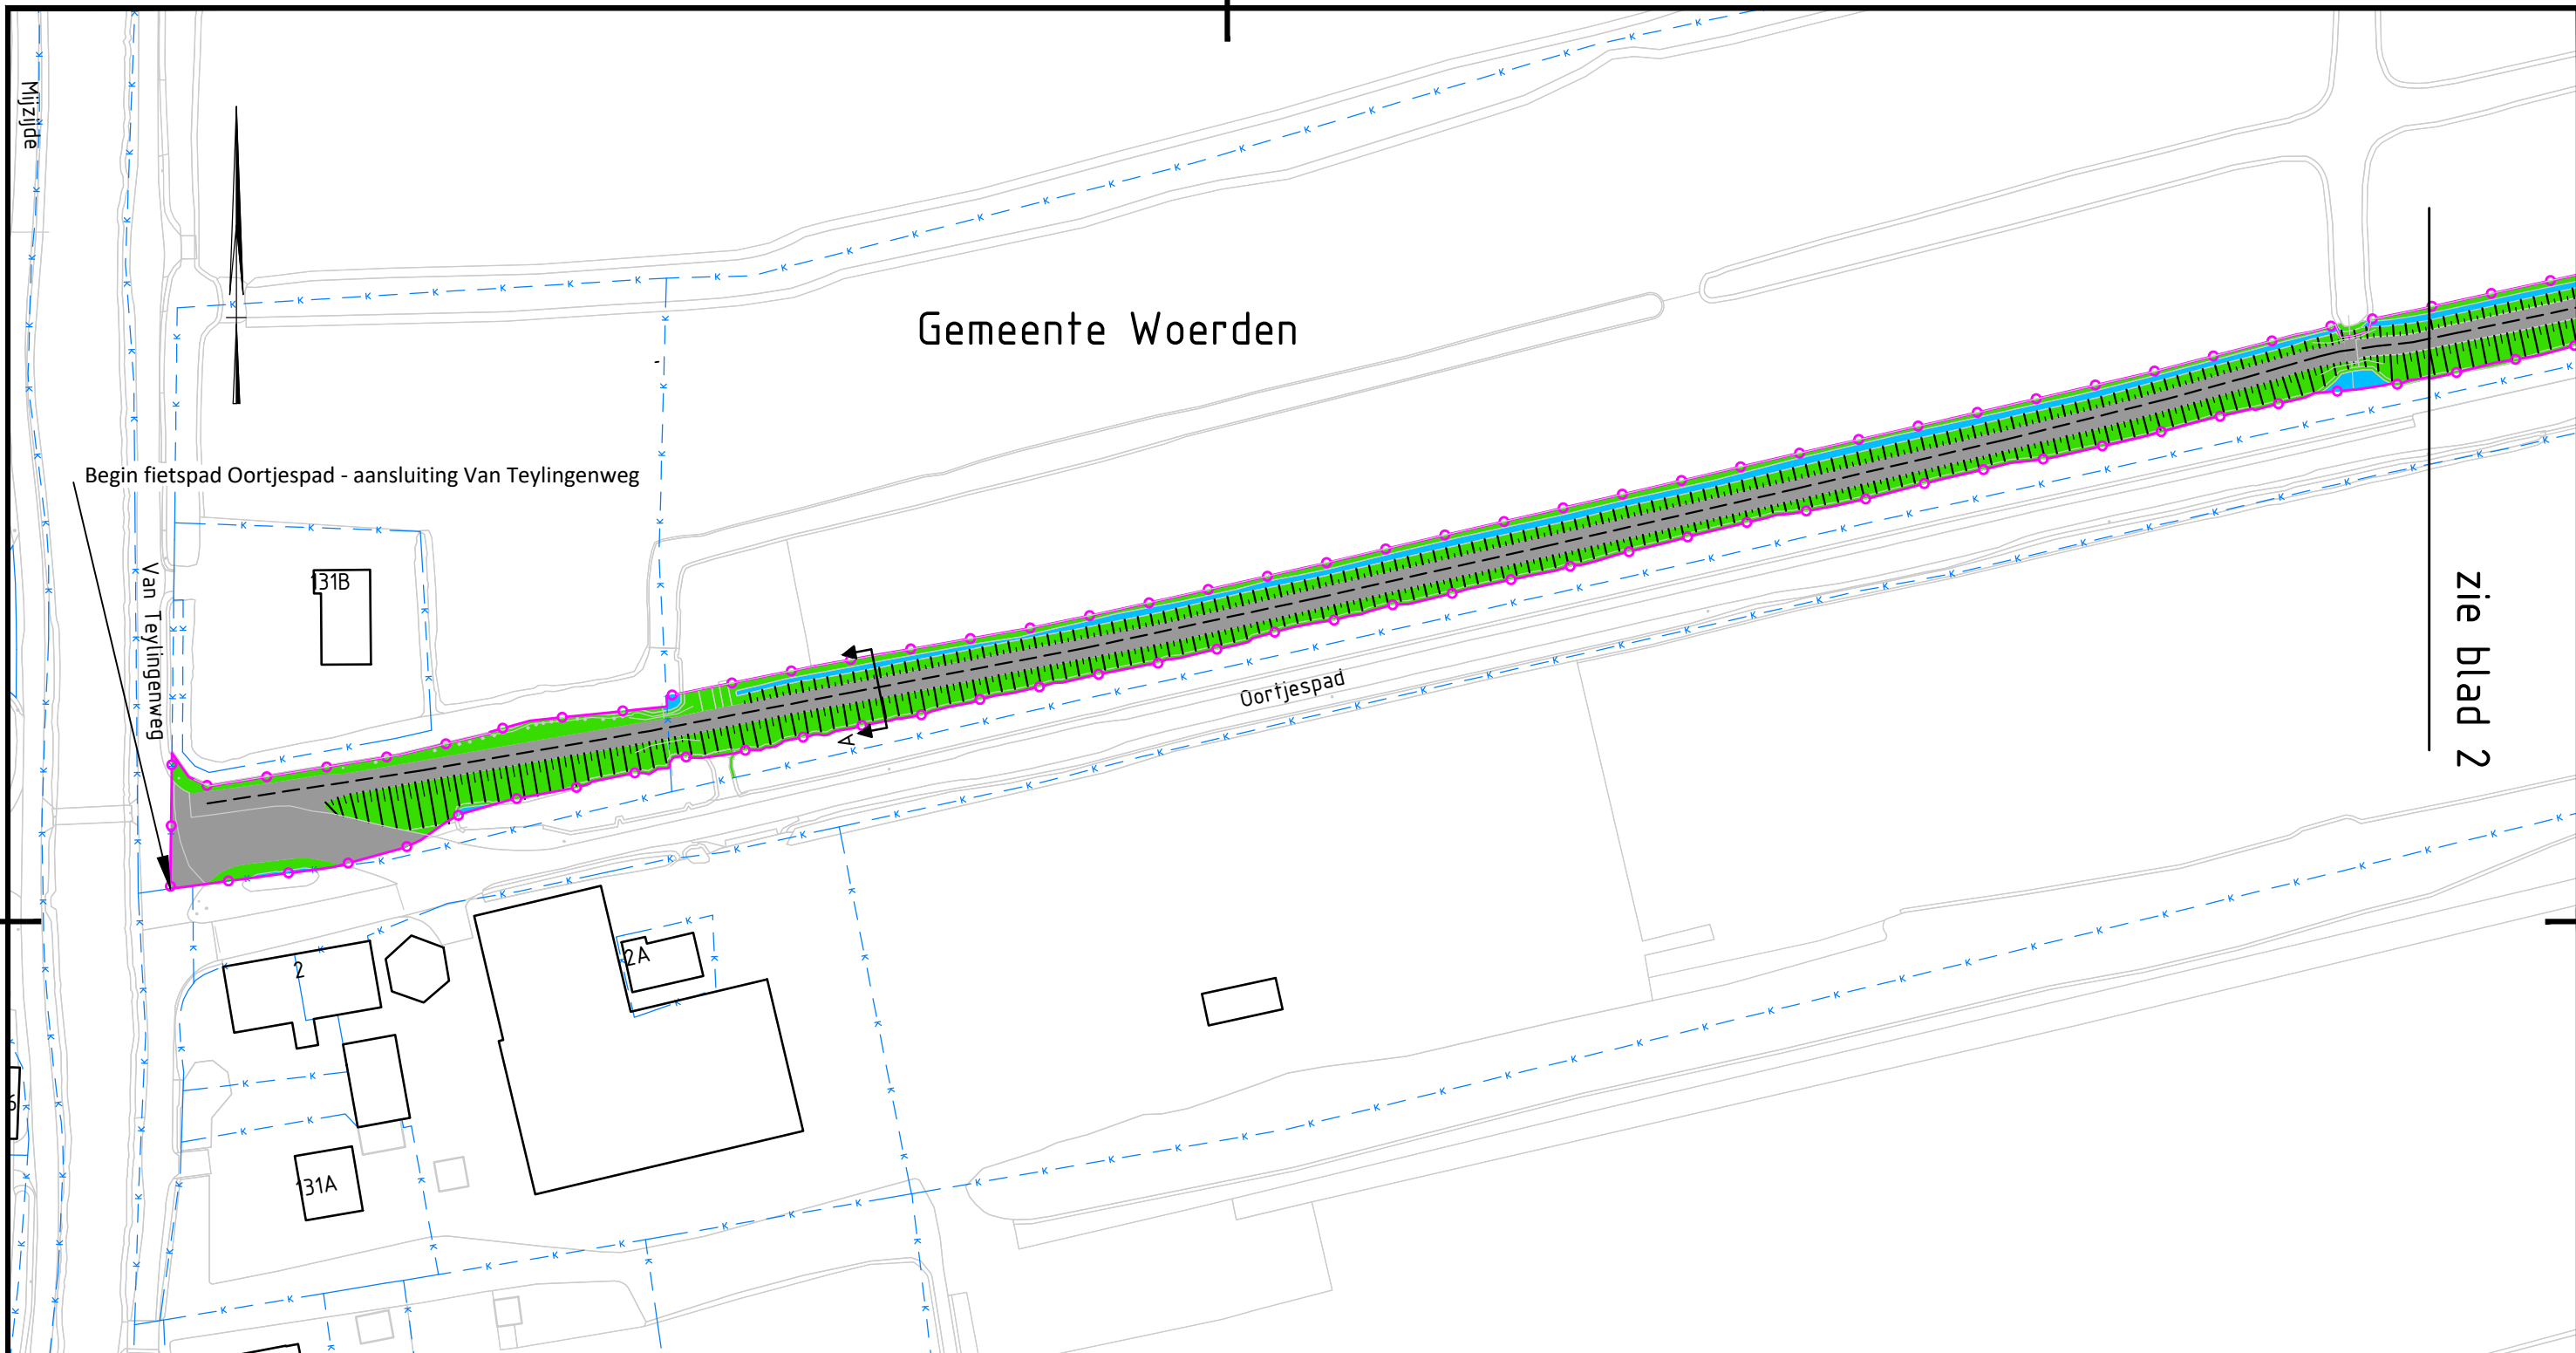 Mijzijde
Gemeente Woerden
Begin fietspad Oortjespad - aansluiting Van Teylingenweg
Van Teylingenweg
131B
zie blad 2
Oortjespad
A
2
2A
6
131A